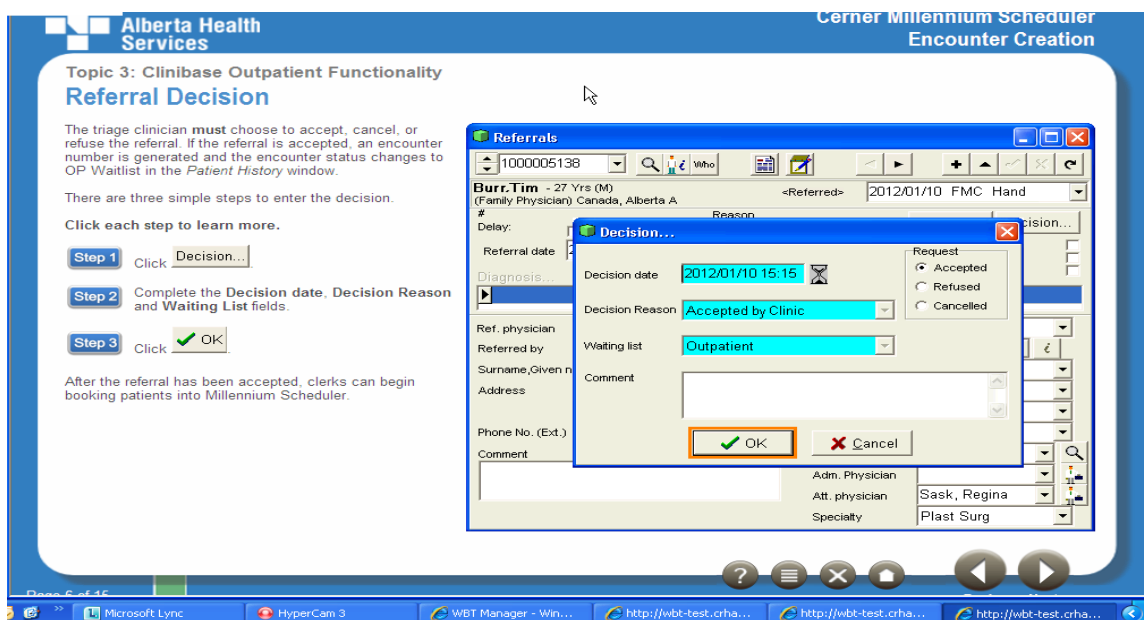 Alberta Health
Services
Cerner Millennium Scheduler
Encounter Creation
Topic 3: Clinibase Outpatient Functionality
Referral Decision
The triage clinician must choose to accept, cancel, or
refuse the referral. If the referral is accepted, an encounter
number is generated and the encounter status changes to
OP Waitlist in the Patient History window.
There are three simple steps to enter the decision.
Click each step to learn more.
Step 1 Click Decision... .
Step 2 Complete the Decision date, Decision Reason
and Waiting List fields.
Step 3 Click OK .
After the referral has been accepted, clerks can begin
booking patients into Millennium Scheduler.
Referrals
1000005138 Who
Burr.Tim - 27 Yrs (M) <Referred> 2012/01/10 FMC Hand
(Family Physician) Canada, Alberta A
# Reason
Delay:
Referral date
Diagnosis...
Decision...
Decision date 2012/01/10 15:15
Decision Reason Accepted by Clinic
Waiting list Outpatient
Comment
Request
Accepted
Refused
Cancelled
OK Cancel
Ref. physician
Referred by
Surname,Given n
Address
Phone No. (Ext.)
Comment
Adm. Physician
Att. physician Sask, Regina
Specialty Plast Surg
Page 6 of 15
Microsoft Lync HyperCam 3 WBT Manager - Win... http://wbt-test.crha... http://wbt-test.crha... http://wbt-test.crha...